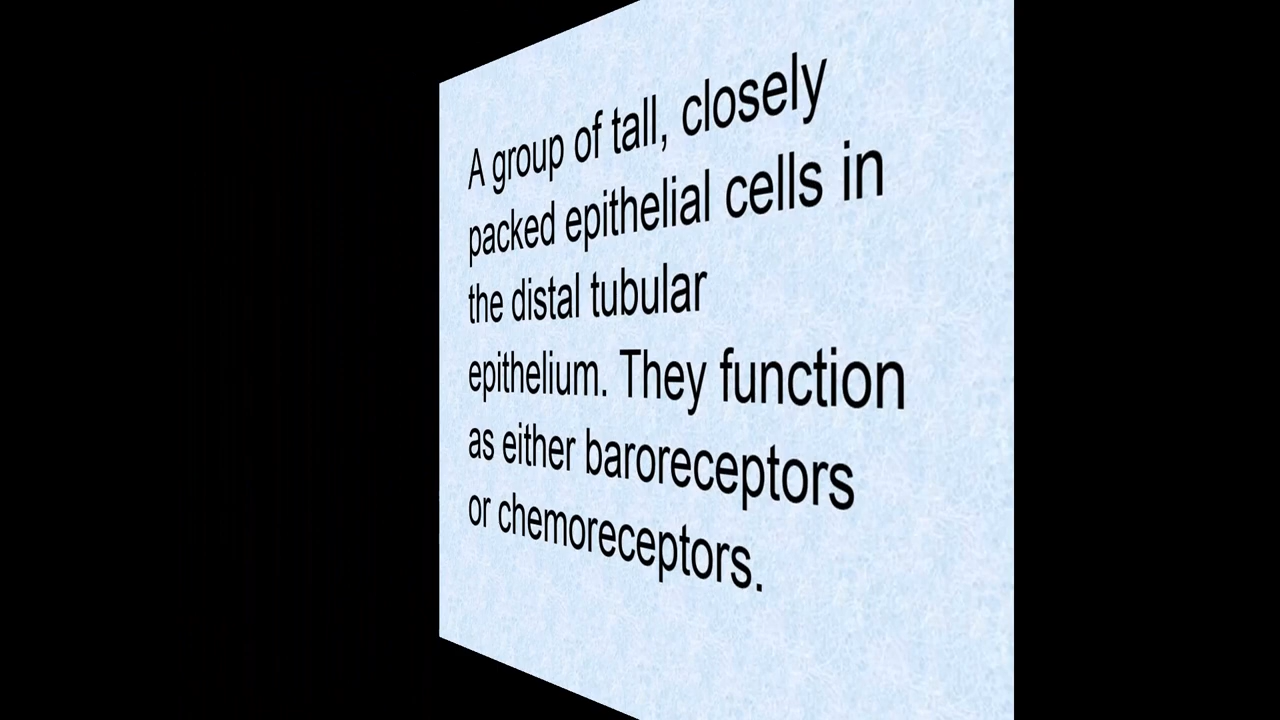 A group of tall, closely
packed epithelial cells in
the distal tubular
epithelium. They function
as either baroreceptors
or chemoreceptors.